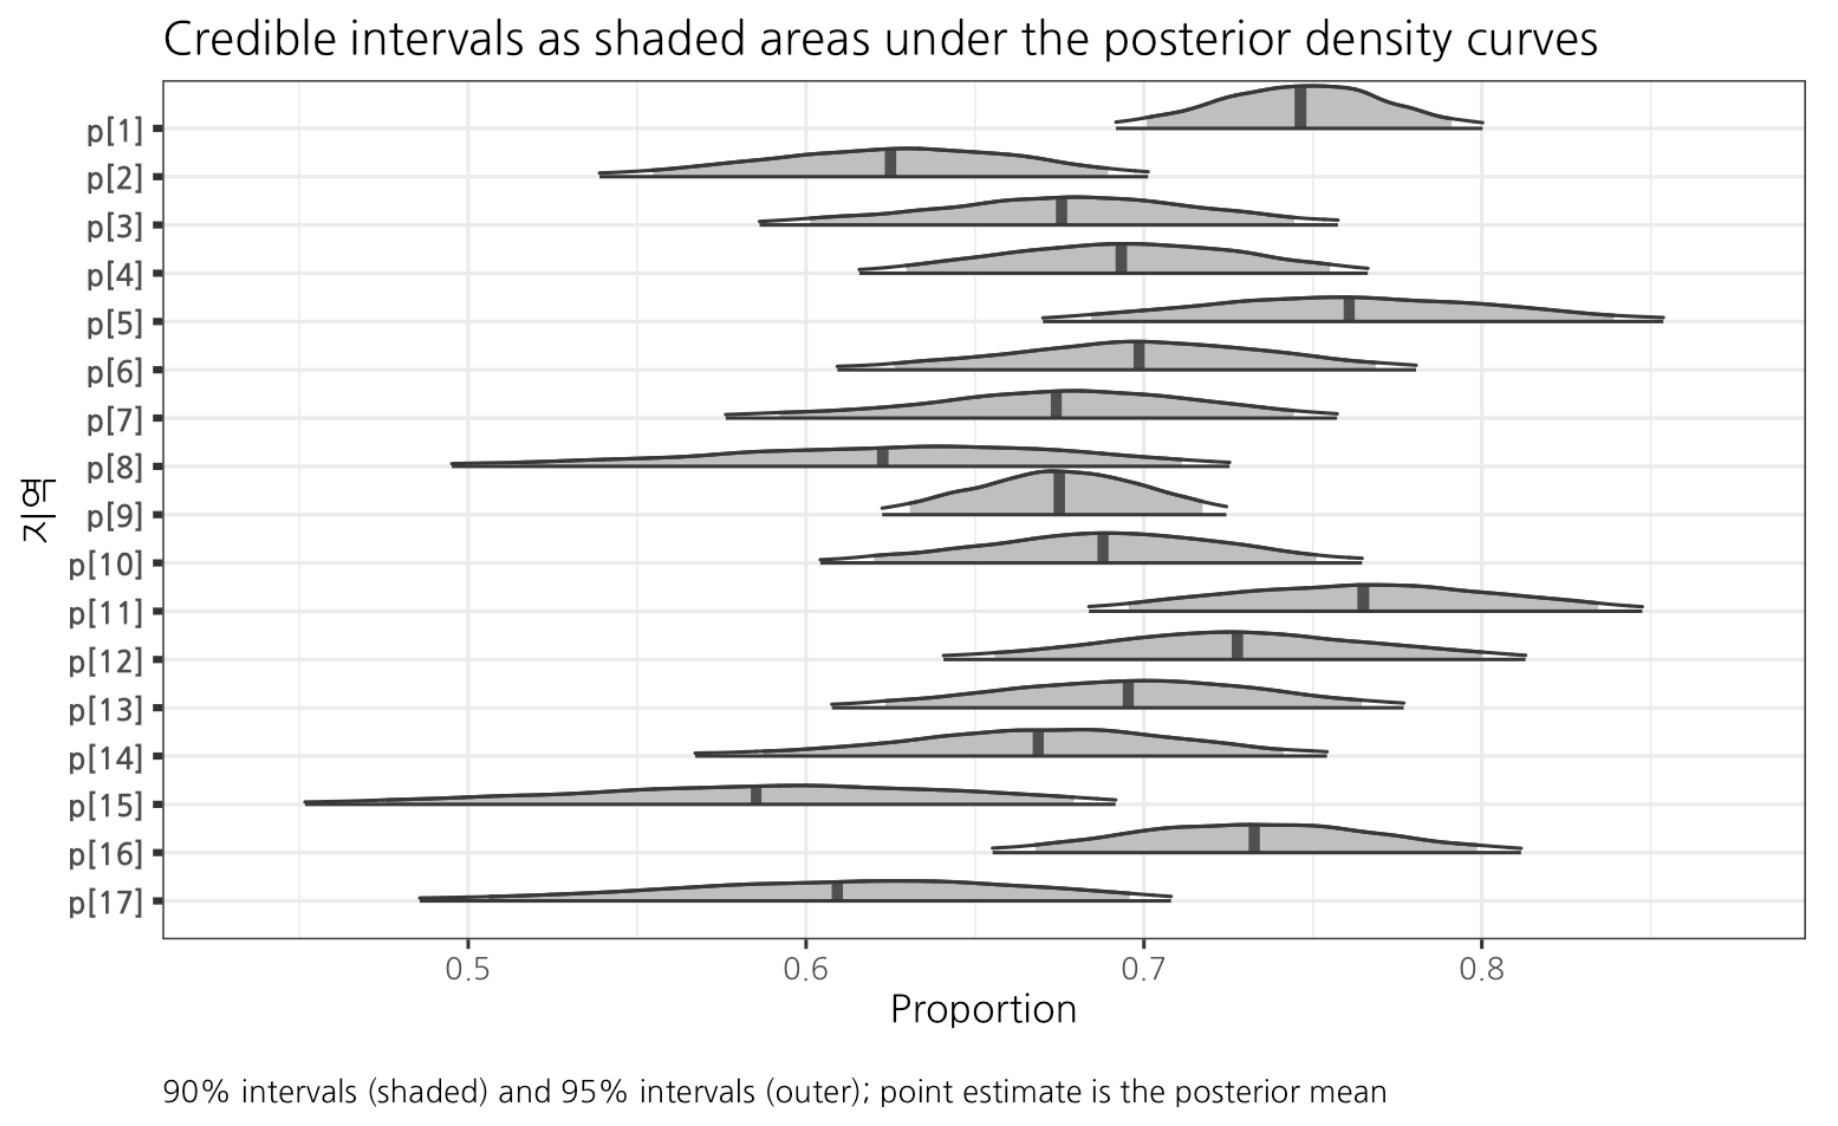 Credible intervals as shaded areas under the posterior density curves
p[1]
p[2]
p[3]
p[4]
p[5]
p[6]
p[7]
p[8]
p[9]
p[10]
p[11]
p[12]
p[13]
p[14]
p[15]
p[16]
p[17]
지역
0.5 0.6 0.7 0.8
Proportion
90% intervals (shaded) and 95% intervals (outer); point estimate is the posterior mean